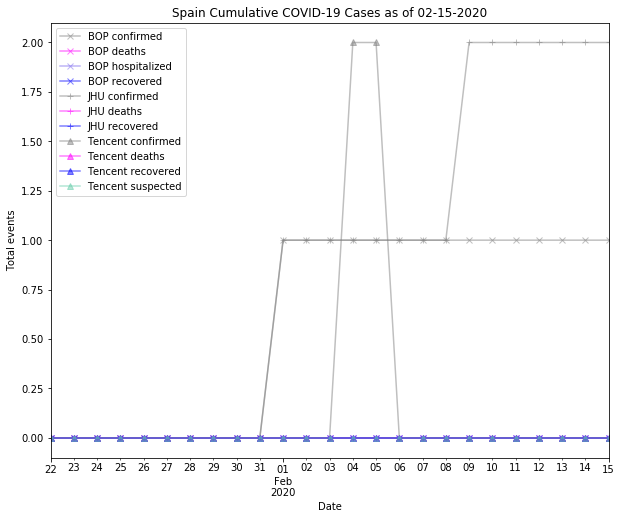 Spain Cumulative COVID-19 Cases as of 02-15-2020
BOP confirmed
BOP deaths
BOP hospitalized
BOP recovered
JHU confirmed
JHU deaths
JHU recovered
Tencent confirmed
Tencent deaths
Tencent recovered
Tencent suspected
2.00
1.75
1.50
1.25
1.00
0.75
0.50
0.25
0.00
Total events
22 23 24 25 26 27 28 29 30 31 01 02 03 04 05 06 07 08 09 10 11 12 13 14 15
Feb
2020
Date